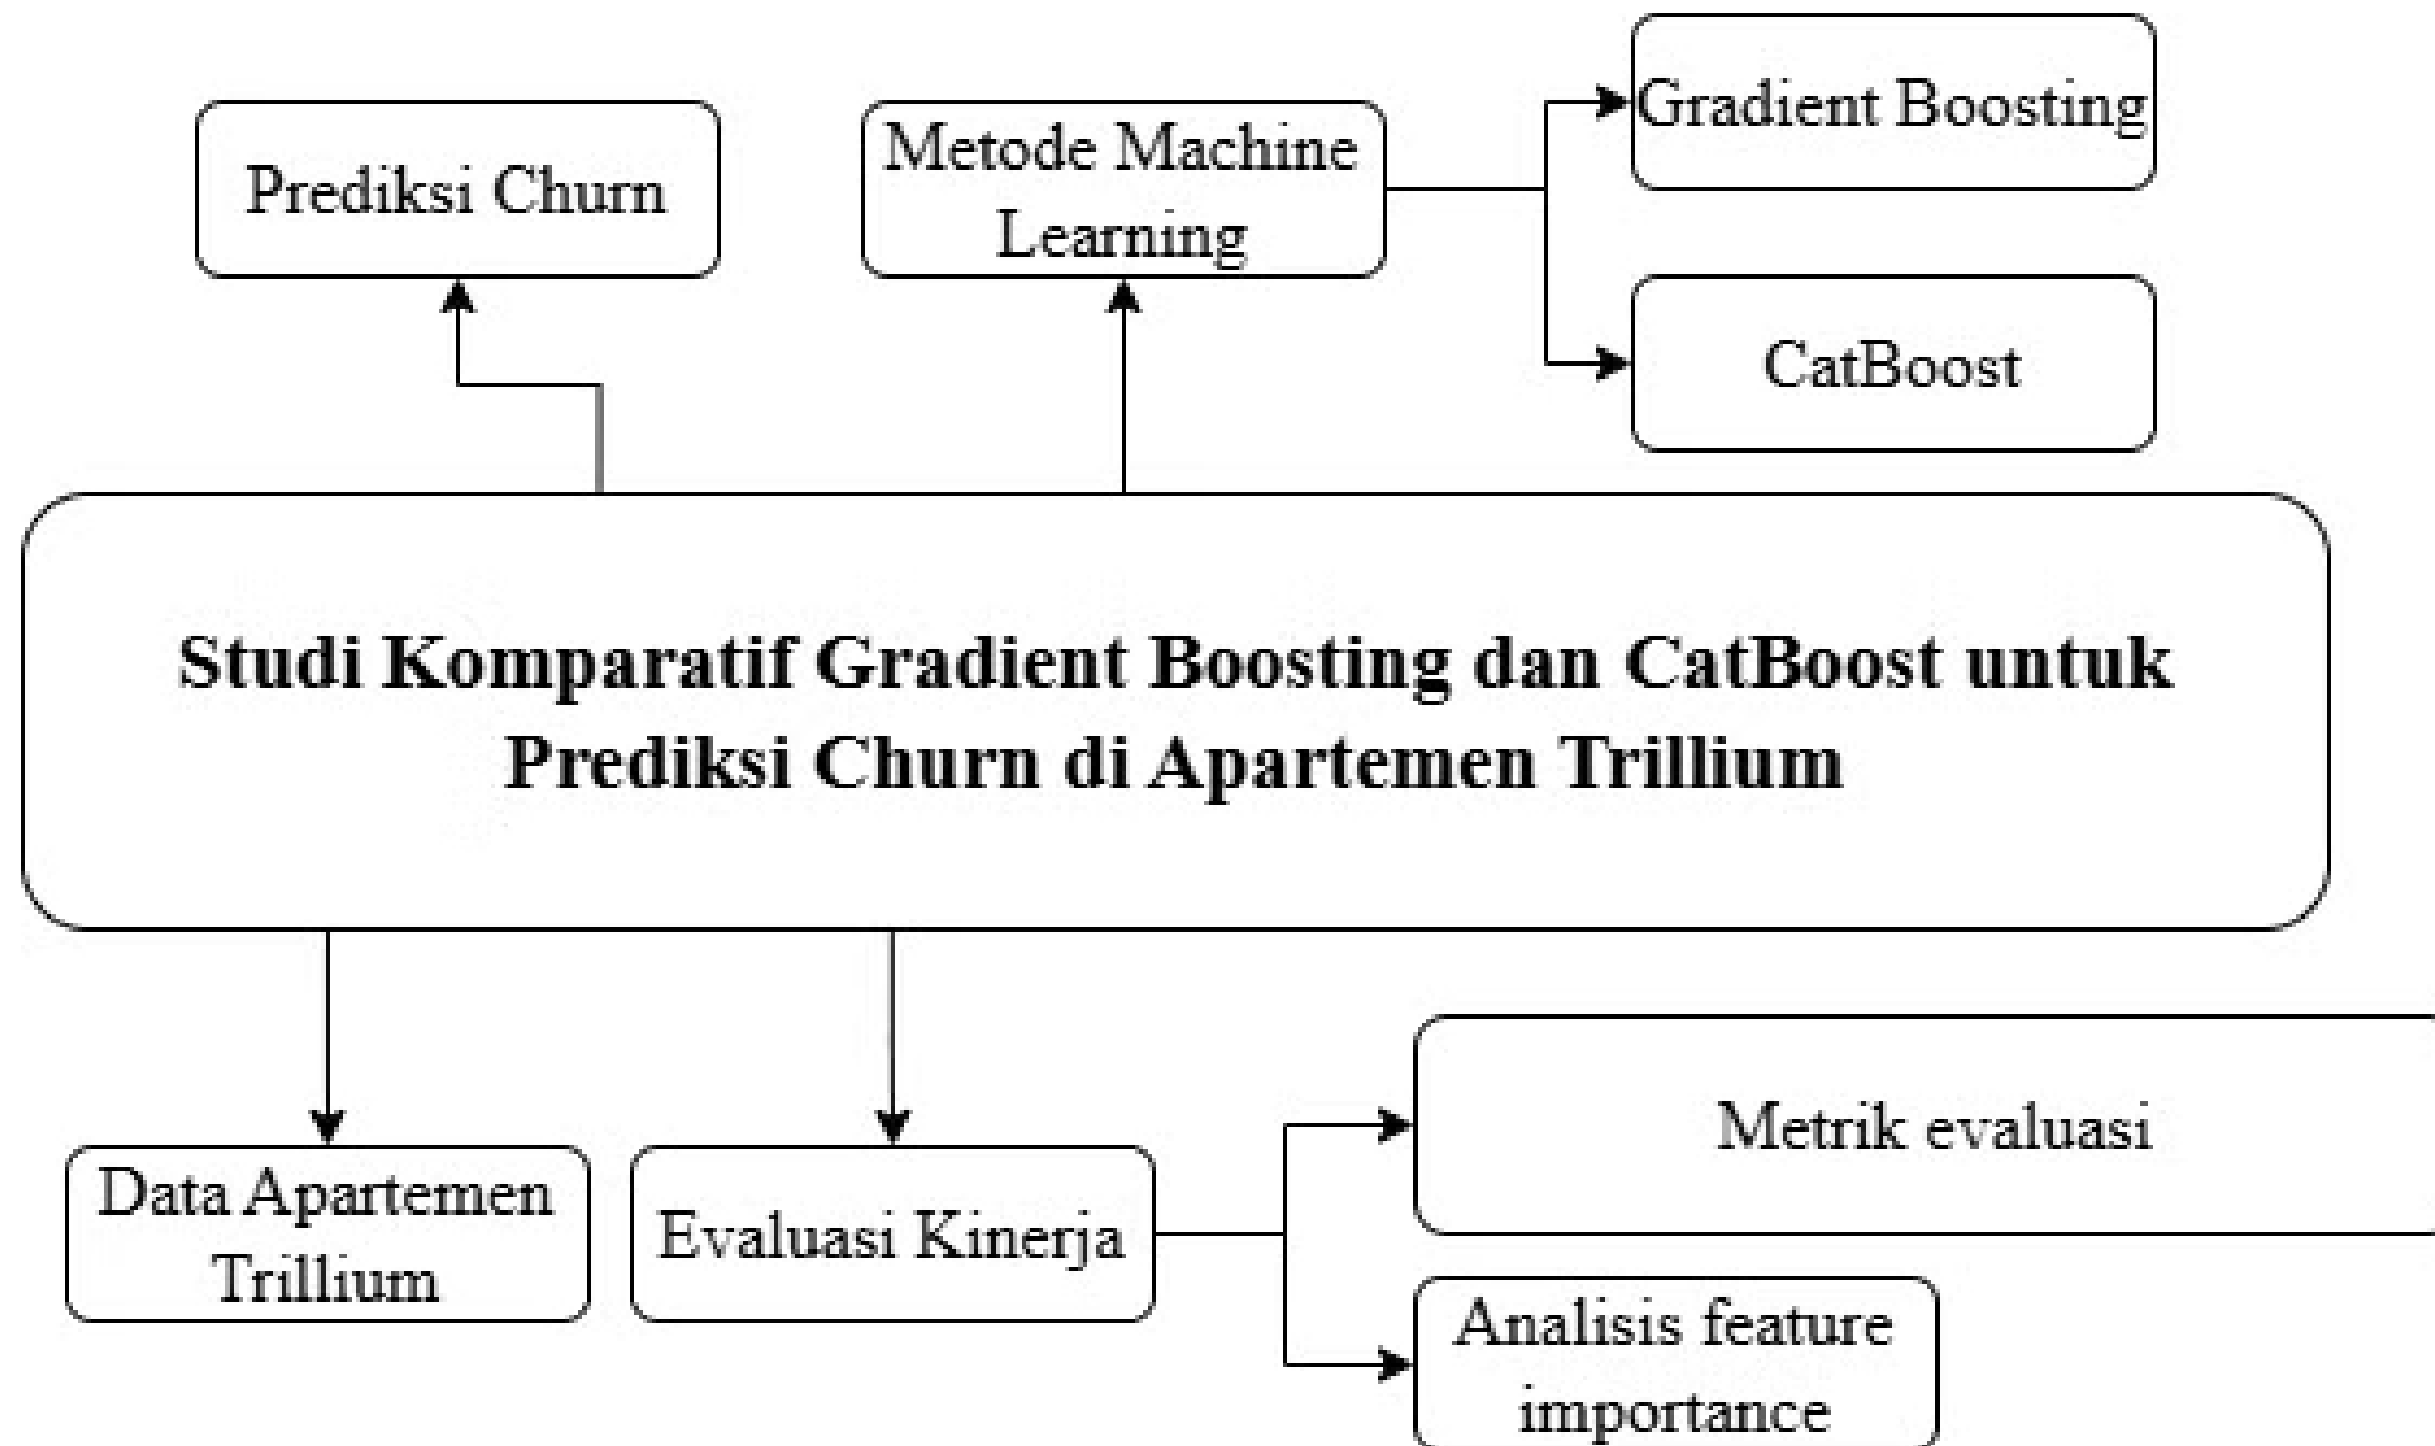 Gradient Boosting
Prediksi Churn
Metode Machine
Learning
CatBoost
Studi Komparatif Gradient Boosting dan CatBoost untuk
Prediksi Churn di Apartemen Trillium
Data Apartemen
Trillium
Evaluasi Kinerja
Metrik evaluasi
Analisis feature
importance